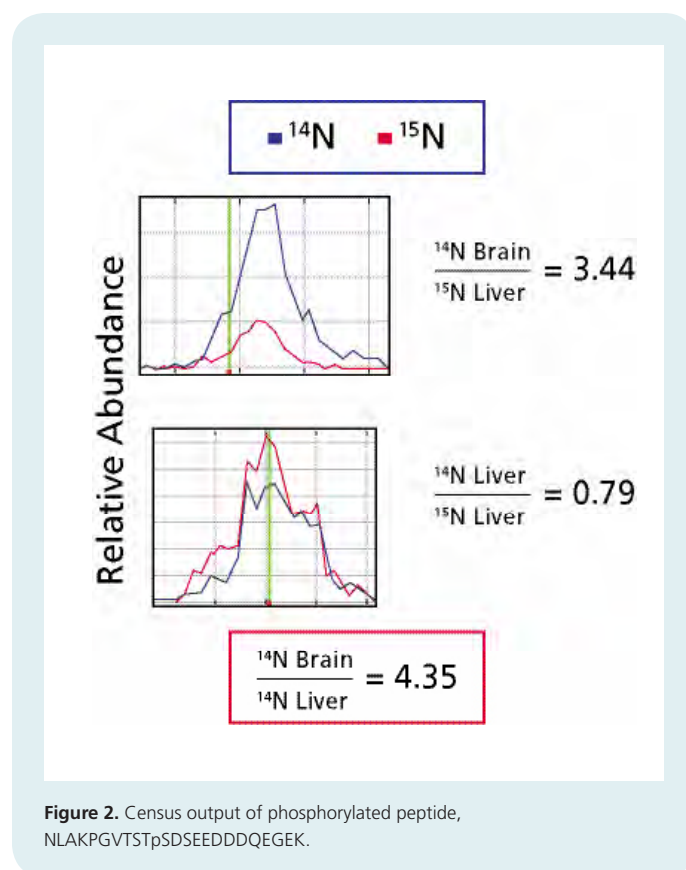 ¹⁴N ¹⁵N
Relative Abundance
¹⁴N Brain
¹⁵N Liver
= 3.44
¹⁴N Liver
¹⁵N Liver
= 0.79
¹⁴N Brain
¹⁴N Liver
= 4.35
Figure 2. Census output of phosphorylated peptide,
NLAKPGVTSTpSDSEEDDDQEGEK.